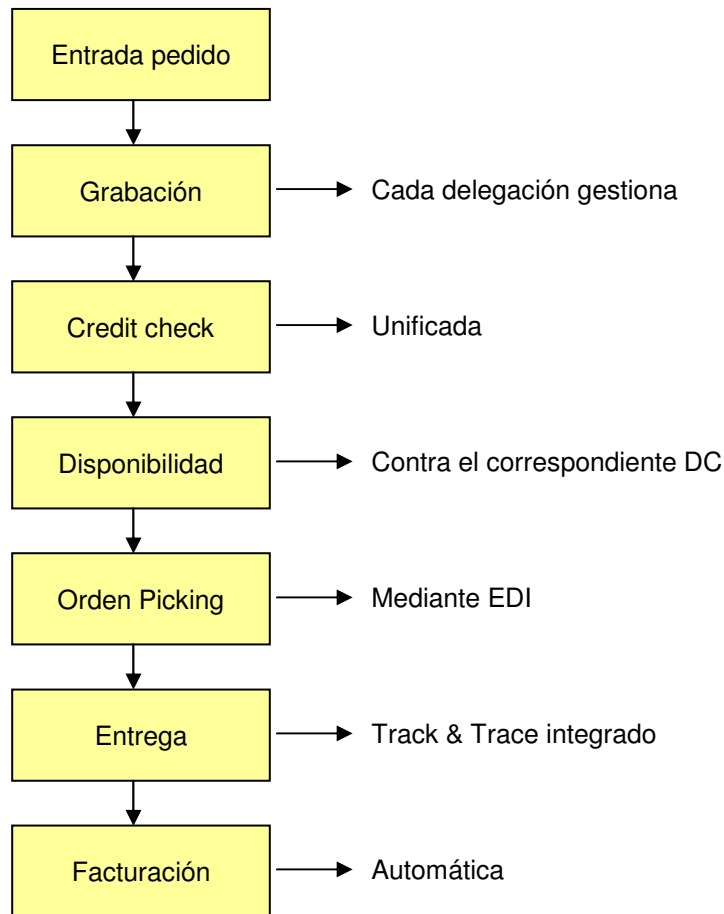 Entrada pedido
Grabación
Cada delegación gestiona
Credit check
Unificada
Disponibilidad
Contra el correspondiente DC
Orden Picking
Mediante EDI
Entrega
Track & Trace integrado
Facturación
Automática